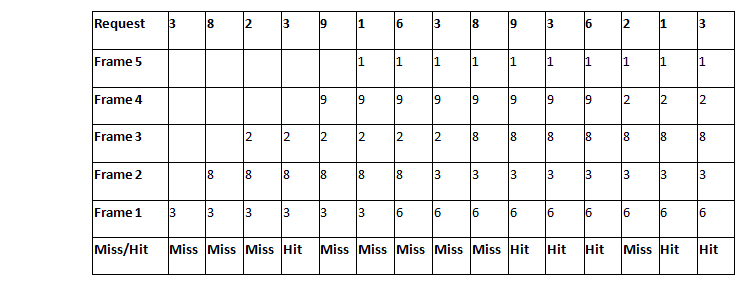 Request 3 8 2 3 9 1 6 3 8 9 3 6 2 1 3
Frame 5 1 1 1 1 1 1 1 1 1 1
Frame 4 9 9 9 9 9 9 9 9 2 2 2
Frame 3 2 2 2 2 2 2 8 8 8 8 8 8 8
Frame 2 8 8 8 8 8 8 3 3 3 3 3 3 3 3
Frame 1 3 3 3 3 3 3 6 6 6 6 6 6 6 6 6
Miss/Hit Miss Miss Miss Hit Miss Miss Miss Miss Miss Hit Hit Hit Miss Hit Hit